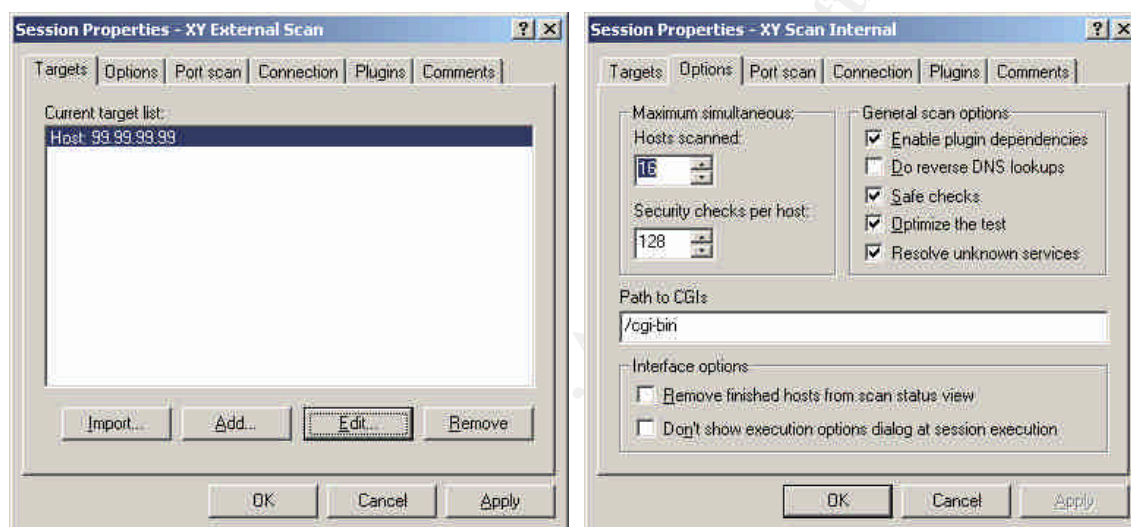 Session Properties - XY External Scan
Targets Options Port scan Connection Plugins Comments
Current target list:
Host: 99.99.99.99
Import... Add... Edit... Remove
OK Cancel Apply
Session Properties - XY Scan Internal
Targets Options Port scan Connection Plugins Comments
Maximum simultaneous:
Hosts scanned:
16
Security checks per host:
128
General scan options
Enable plugin dependencies
Do reverse DNS lookups
Safe checks
Optimize the test
Resolve unknown services
Path to CGIs
/cgi-bin
Interface options
Remove finished hosts from scan status view
Don't show execution options dialog at session execution
OK Cancel Apply